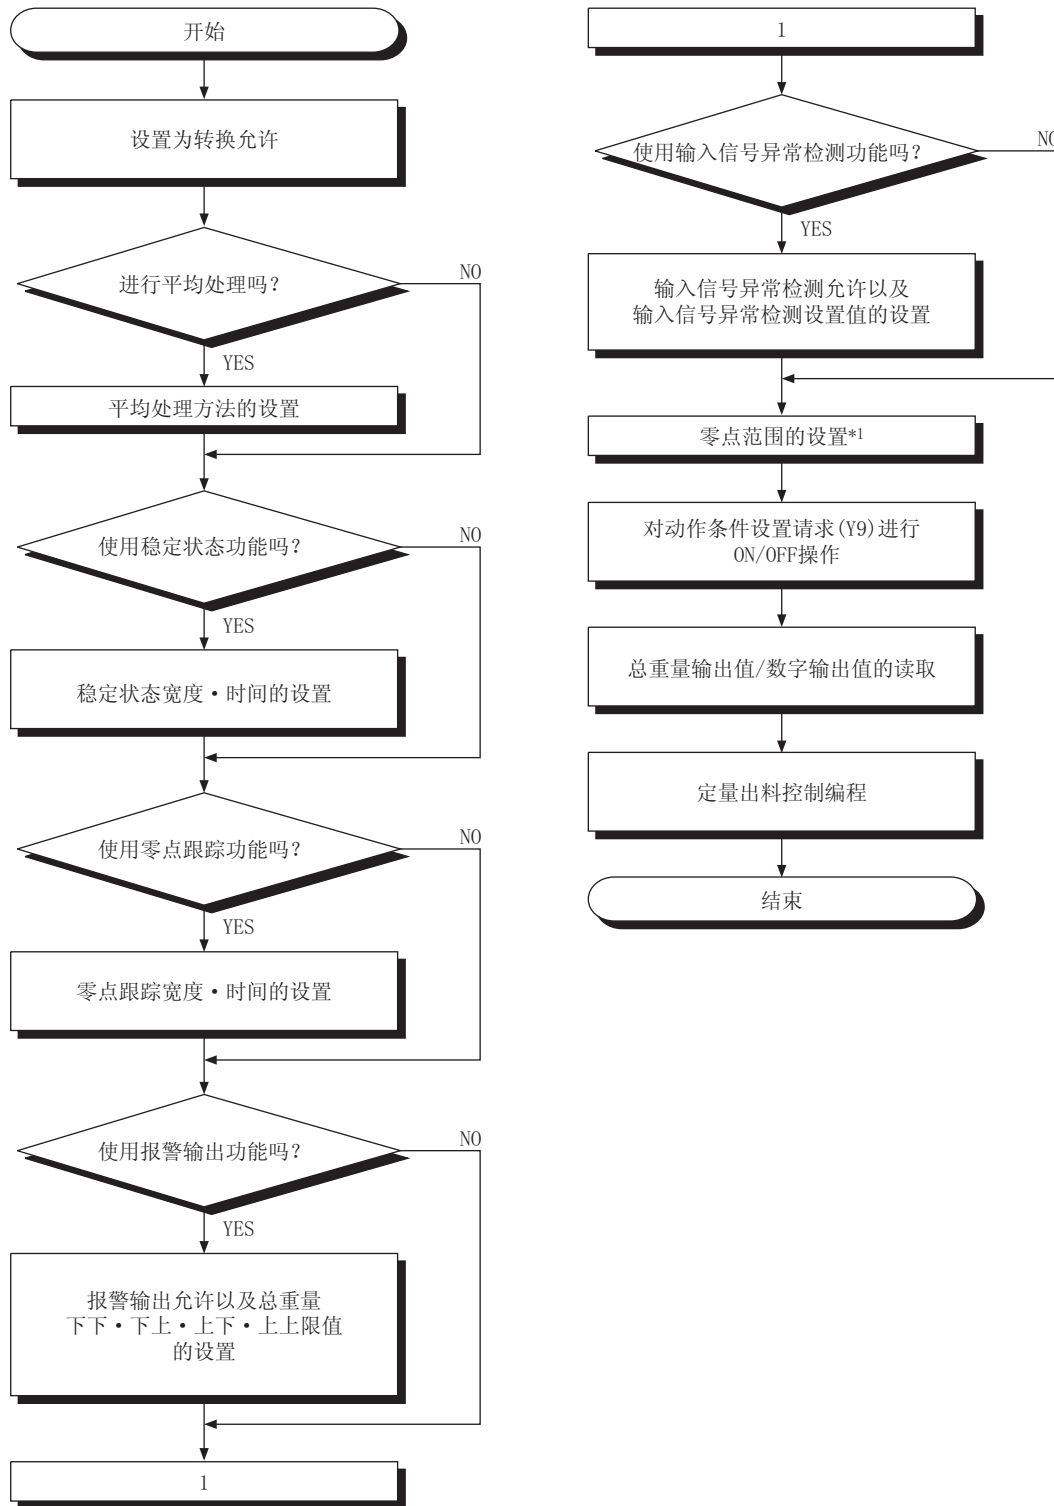 开始
设置为转换允许
进行平均处理吗？
NO
YES
平均处理方法的设置
使用稳定状态功能吗？
NO
YES
稳定状态宽度·时间的设置
使用零点跟踪功能吗？
NO
YES
零点跟踪宽度·时间的设置
使用报警输出功能吗？
NO
YES
报警输出允许以及总重量
下下·下上·上下·上上限值
的设置
1
1
使用输入信号异常检测功能吗？
NO
YES
输入信号异常检测允许以及
输入信号异常检测设置值的设置
零点范围的设置*1
对动作条件设置请求(Y9)进行
ON/OFF操作
总重量输出值/数字输出值的读取
定量出料控制编程
结束